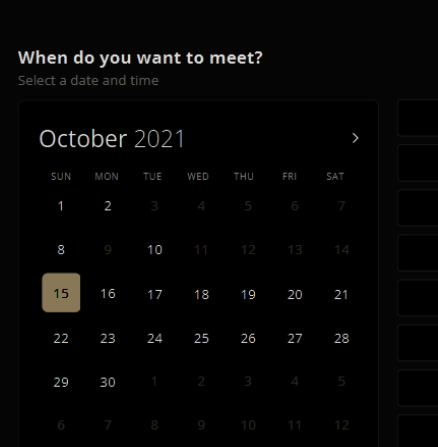 When do you want to meet?
Select a date and time
October 2021
SUN MON TUE WED THU FRI SAT
1 2 3 4 5 6 7
8 9 10 11 12 13 14
15 16 17 18 19 20 21
22 23 24 25 26 27 28
29 30 1 2 3 4 5
6 7 8 9 10 11 12